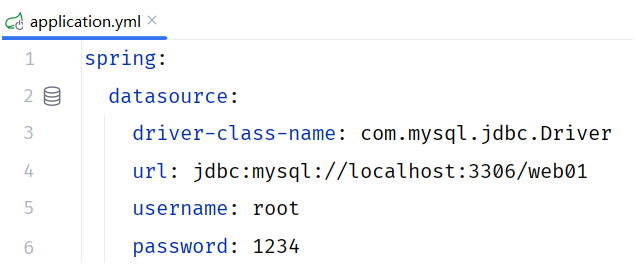 application.yml
1 spring:
2 datasource:
3 driver-class-name: com.mysql.jdbc.Driver
4 url: jdbc:mysql://localhost:3306/web01
5 username: root
6 password: 1234